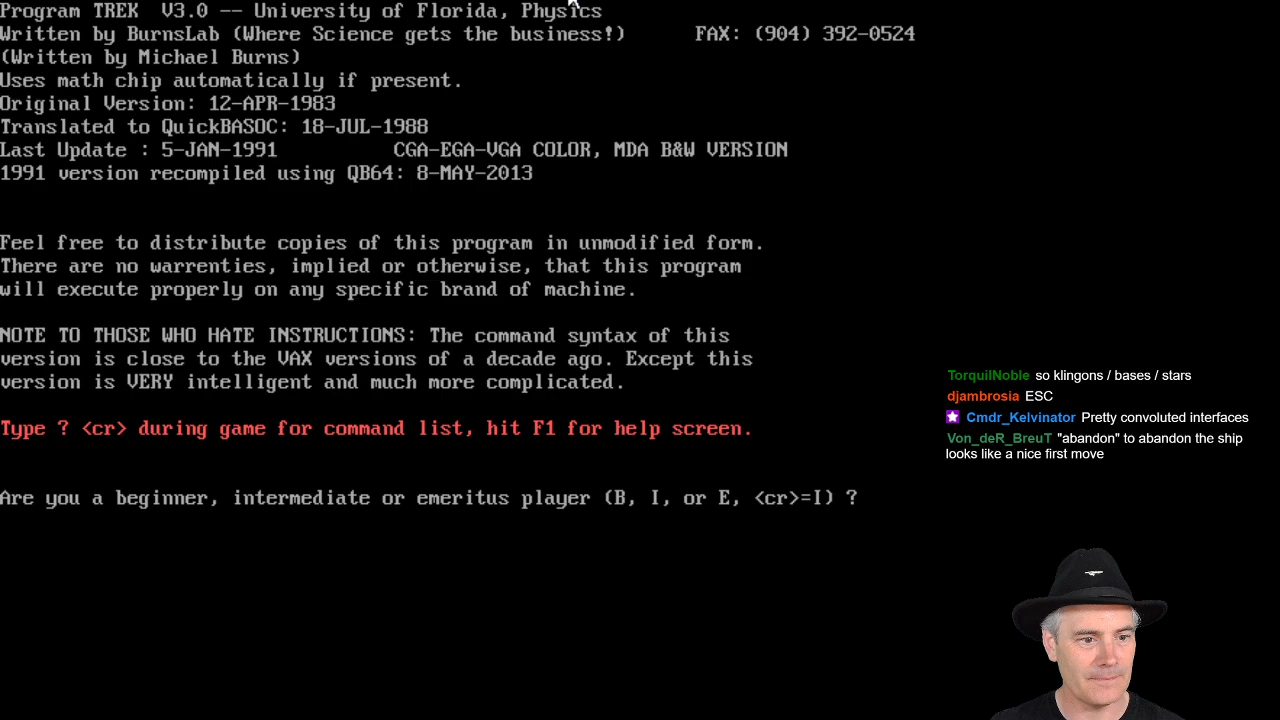 Program TREK  V3.0 -- University of Florida, Physics
Written by BurnsLab (Where Science gets the business!)      FAX: (904) 392-0524
(Written by Michael Burns)
Uses math chip automatically if present.
Original Version: 12-APR-1983
Translated to QuickBASOC: 18-JUL-1988
Last Update : 5-JAN-1991          CGA-EGA-VGA COLOR, MDA B&W VERSION
1991 version recompiled using QB64: 8-MAY-2013
Feel free to distribute copies of this program in unmodified form.
There are no warrenties, implied or otherwise, that this program
will execute properly on any specific brand of machine.
NOTE TO THOSE WHO HATE INSTRUCTIONS: The command syntax of this
version is close to the VAX versions of a decade ago. Except this
version is VERY intelligent and much more complicated.
Type ? <cr> during game for command list, hit F1 for help screen.
Are you a beginner, intermediate or emeritus player (B, I, or E, <cr>=I) ?
TorquilNoble so klingons / bases / stars
djambrosia ESC
Cmdr_Kelvinator Pretty convoluted interfaces
Von_deR_BreuT "abandon" to abandon the ship
looks like a nice first move